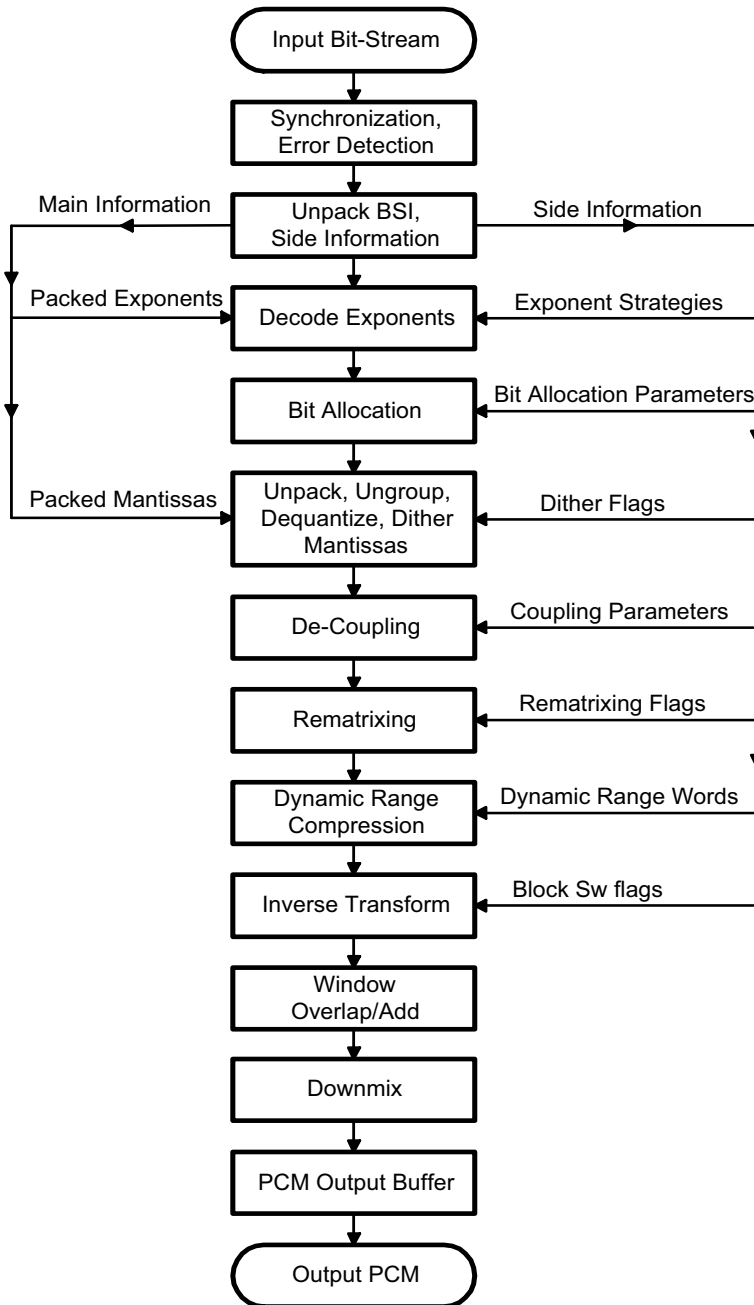 Input Bit-Stream
Synchronization,
Error Detection
Main Information
Unpack BSI,
Side Information
Side Information
Packed Exponents
Decode Exponents
Exponent Strategies
Bit Allocation
Bit Allocation Parameters
Packed Mantissas
Unpack, Ungroup,
Dequantize, Dither
Mantissas
Dither Flags
De-Coupling
Coupling Parameters
Rematrixing
Rematrixing Flags
Dynamic Range
Compression
Dynamic Range Words
Inverse Transform
Block Sw flags
Window
Overlap/Add
Downmix
PCM Output Buffer
Output PCM